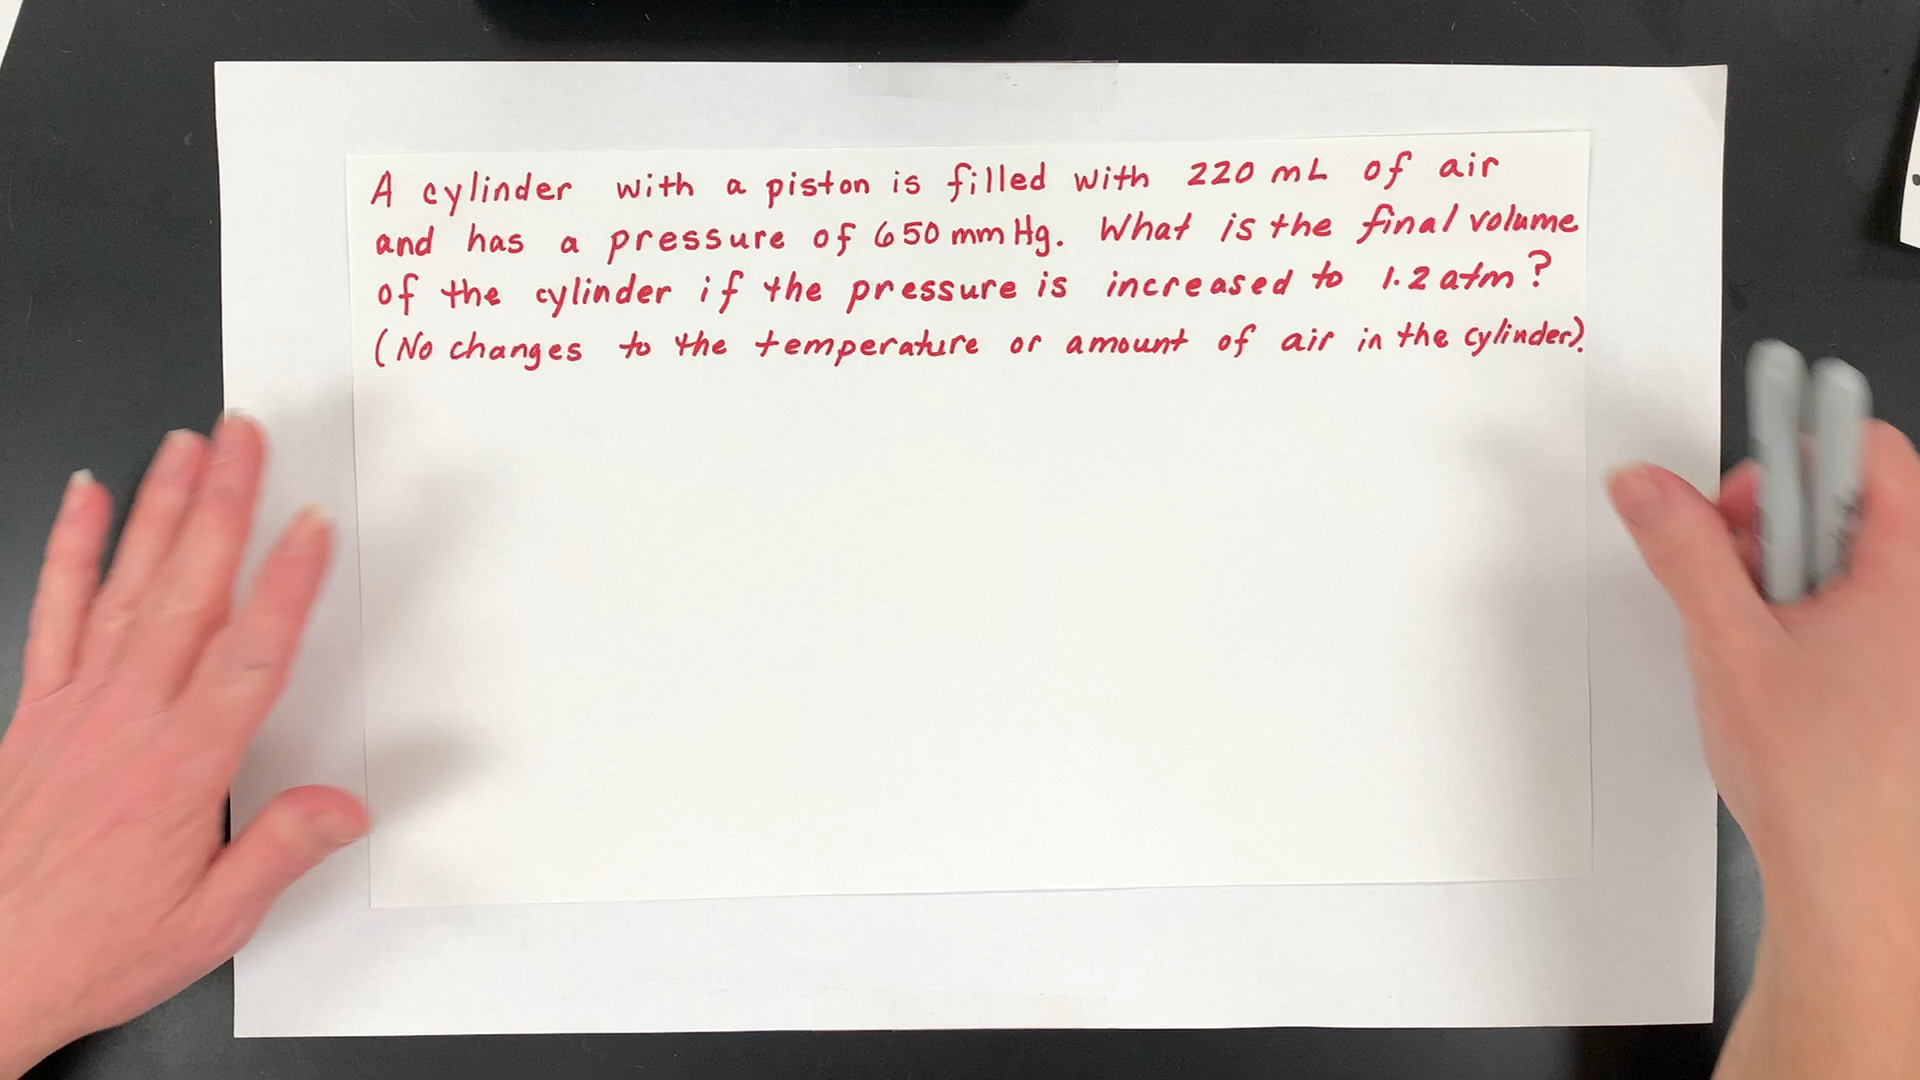 A cylinder with a piston is filled with 220 mL of air
and has a pressure of 650 mm Hg. What is the final volume
of the cylinder if the pressure is increased to 1.2 atm?
(No changes to the temperature or amount of air in the cylinder).